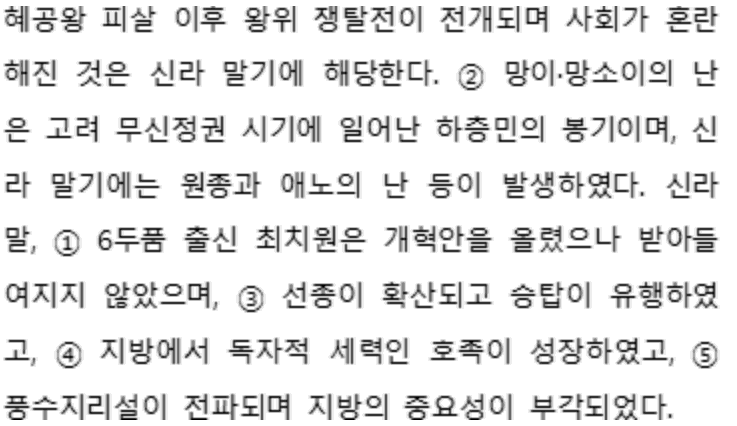 혜공왕 피살 이후 왕위 쟁탈전이 전개되며 사회가 혼란
해진 것은 신라 말기에 해당한다. ② 망이·망소이의 난
은 고려 무신정권 시기에 일어난 하층민의 봉기이며, 신
라 말기에는 원종과 애노의 난 등이 발생하였다. 신라
말, ① 6두품 출신 최치원은 개혁안을 올렸으나 받아들
여지지 않았으며, ③ 선종이 확산되고 승탑이 유행하였
고, ④ 지방에서 독자적 세력인 호족이 성장하였고, ⑤
풍수지리설이 전파되며 지방의 중요성이 부각되었다.